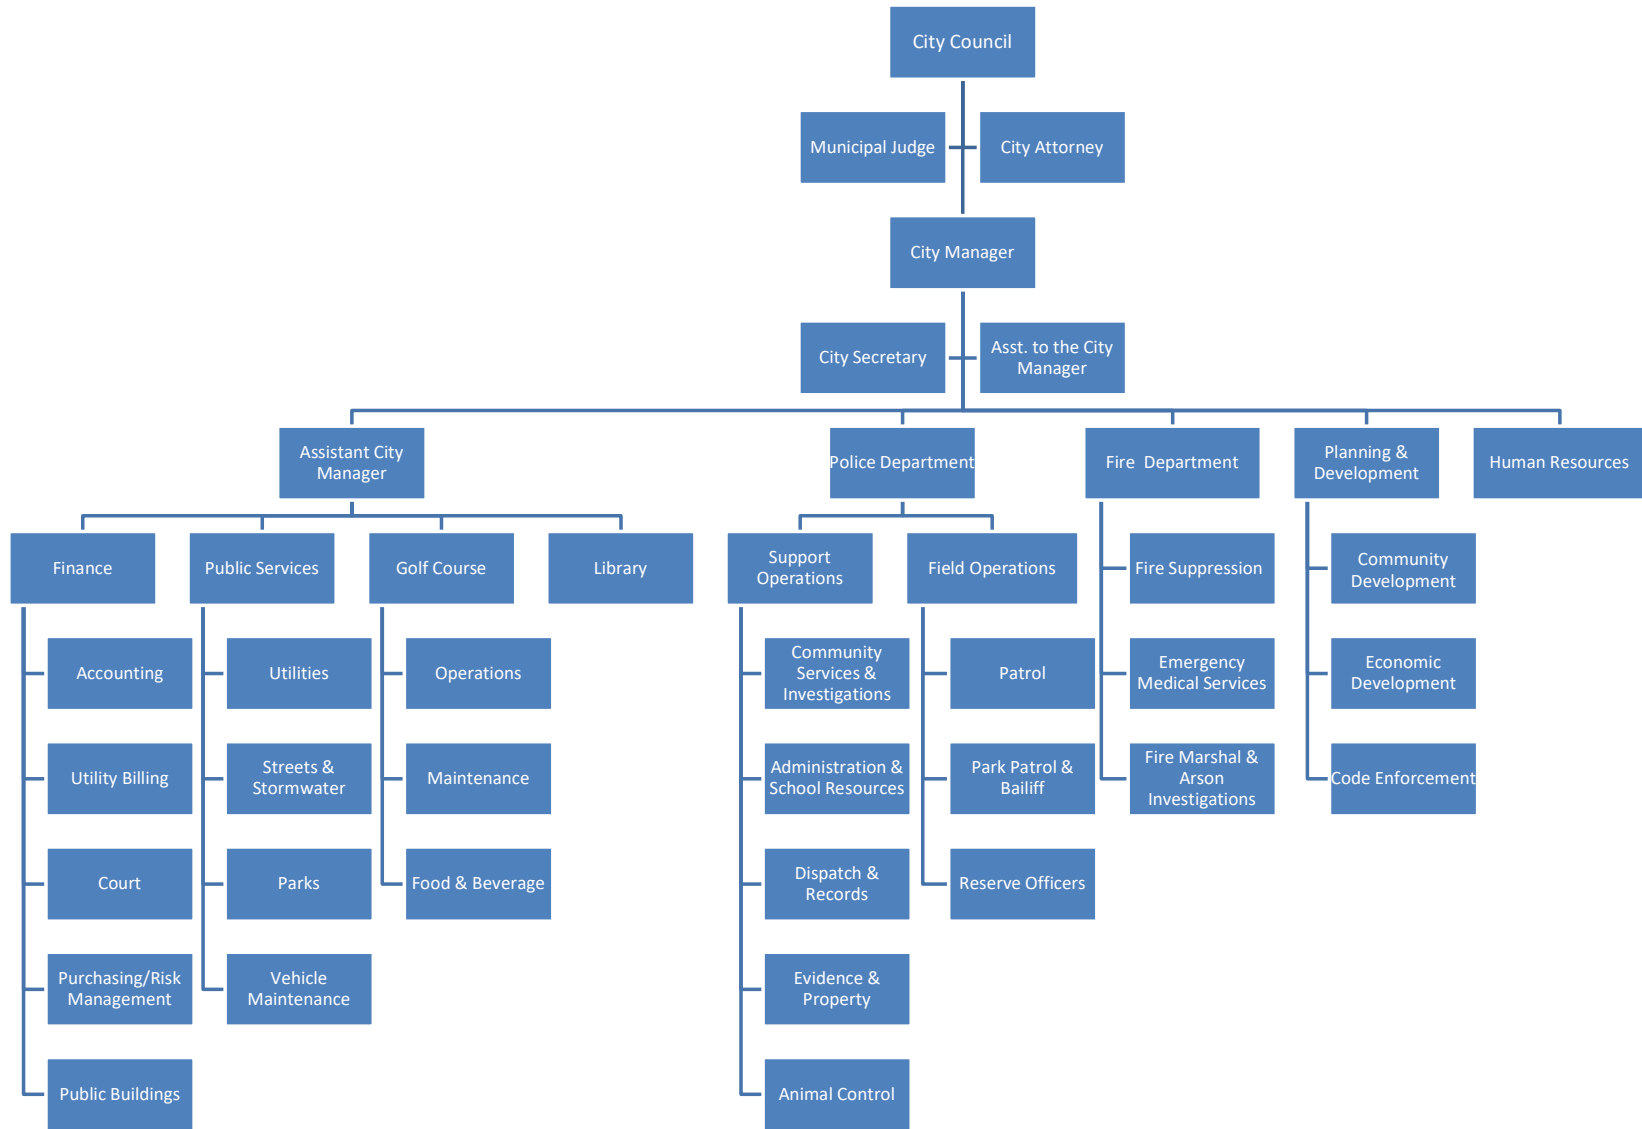 City Council
Municipal Judge
City Attorney
City Manager
City Secretary
Asst. to the City
Manager
Assistant City
Manager
Police Department
Fire  Department
Planning &
Development
Human Resources
Finance
Public Services
Golf Course
Library
Support
Operations
Field Operations
Fire Suppression
Community
Development
Accounting
Utilities
Operations
Community
Services &
Investigations
Patrol
Emergency
Medical Services
Economic
Development
Utility Billing
Streets &
Stormwater
Maintenance
Administration &
School Resources
Park Patrol &
Bailiff
Fire Marshal &
Arson
Investigations
Code Enforcement
Court
Parks
Food & Beverage
Dispatch &
Records
Reserve Officers
Purchasing/Risk
Management
Vehicle
Maintenance
Evidence &
Property
Public Buildings
Animal Control